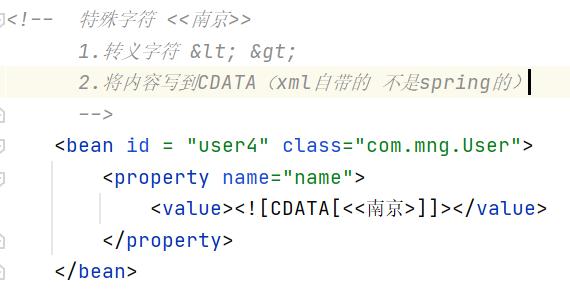 <!-- 特殊字符 <<南京>>
1.转义字符 &lt; &gt;
2.将内容写到CDATA（xml自带的 不是spring的）
-->
<bean id = "user4" class="com.mng.User">
<property name="name">
<value><![CDATA[<<南京>]]></value>
</property>
</bean>